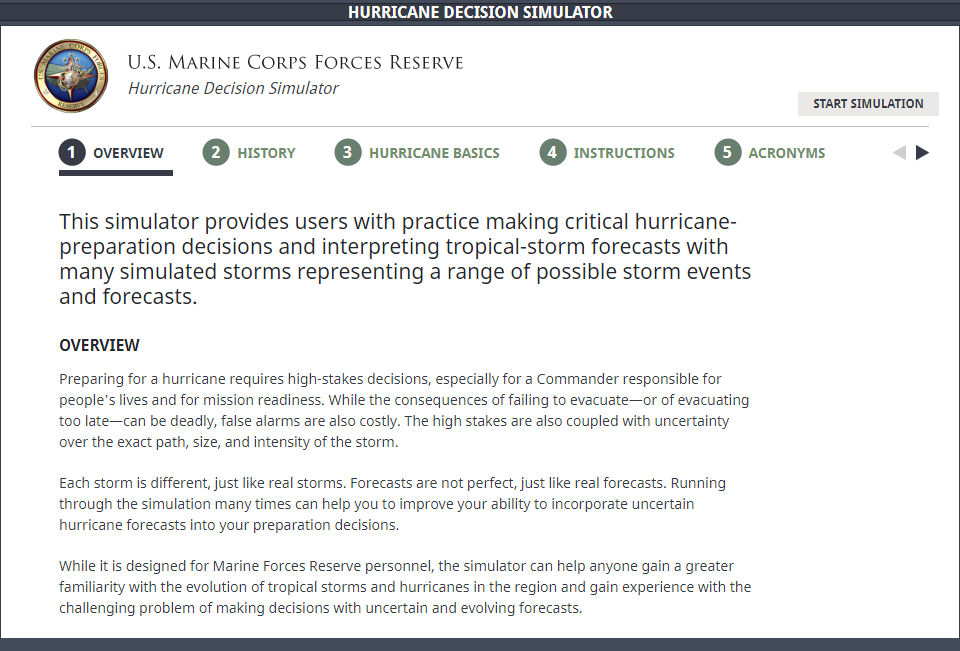 HURRICANE DECISION SIMULATOR
U.S. MARINE CORPS FORCES RESERVE
Hurricane Decision Simulator
START SIMULATION
1 OVERVIEW
2 HISTORY
3 HURRICANE BASICS
4 INSTRUCTIONS
5 ACRONYMS
This simulator provides users with practice making critical hurricane-
preparation decisions and interpreting tropical-storm forecasts with
many simulated storms representing a range of possible storm events
and forecasts.
OVERVIEW
Preparing for a hurricane requires high-stakes decisions, especially for a Commander responsible for
people's lives and for mission readiness. While the consequences of failing to evacuate—or of evacuating
too late—can be deadly, false alarms are also costly. The high stakes are also coupled with uncertainty
over the exact path, size, and intensity of the storm.
Each storm is different, just like real storms. Forecasts are not perfect, just like real forecasts. Running
through the simulation many times can help you to improve your ability to incorporate uncertain
hurricane forecasts into your preparation decisions.
While it is designed for Marine Forces Reserve personnel, the simulator can help anyone gain a greater
familiarity with the evolution of tropical storms and hurricanes in the region and gain experience with the
challenging problem of making decisions with uncertain and evolving forecasts.